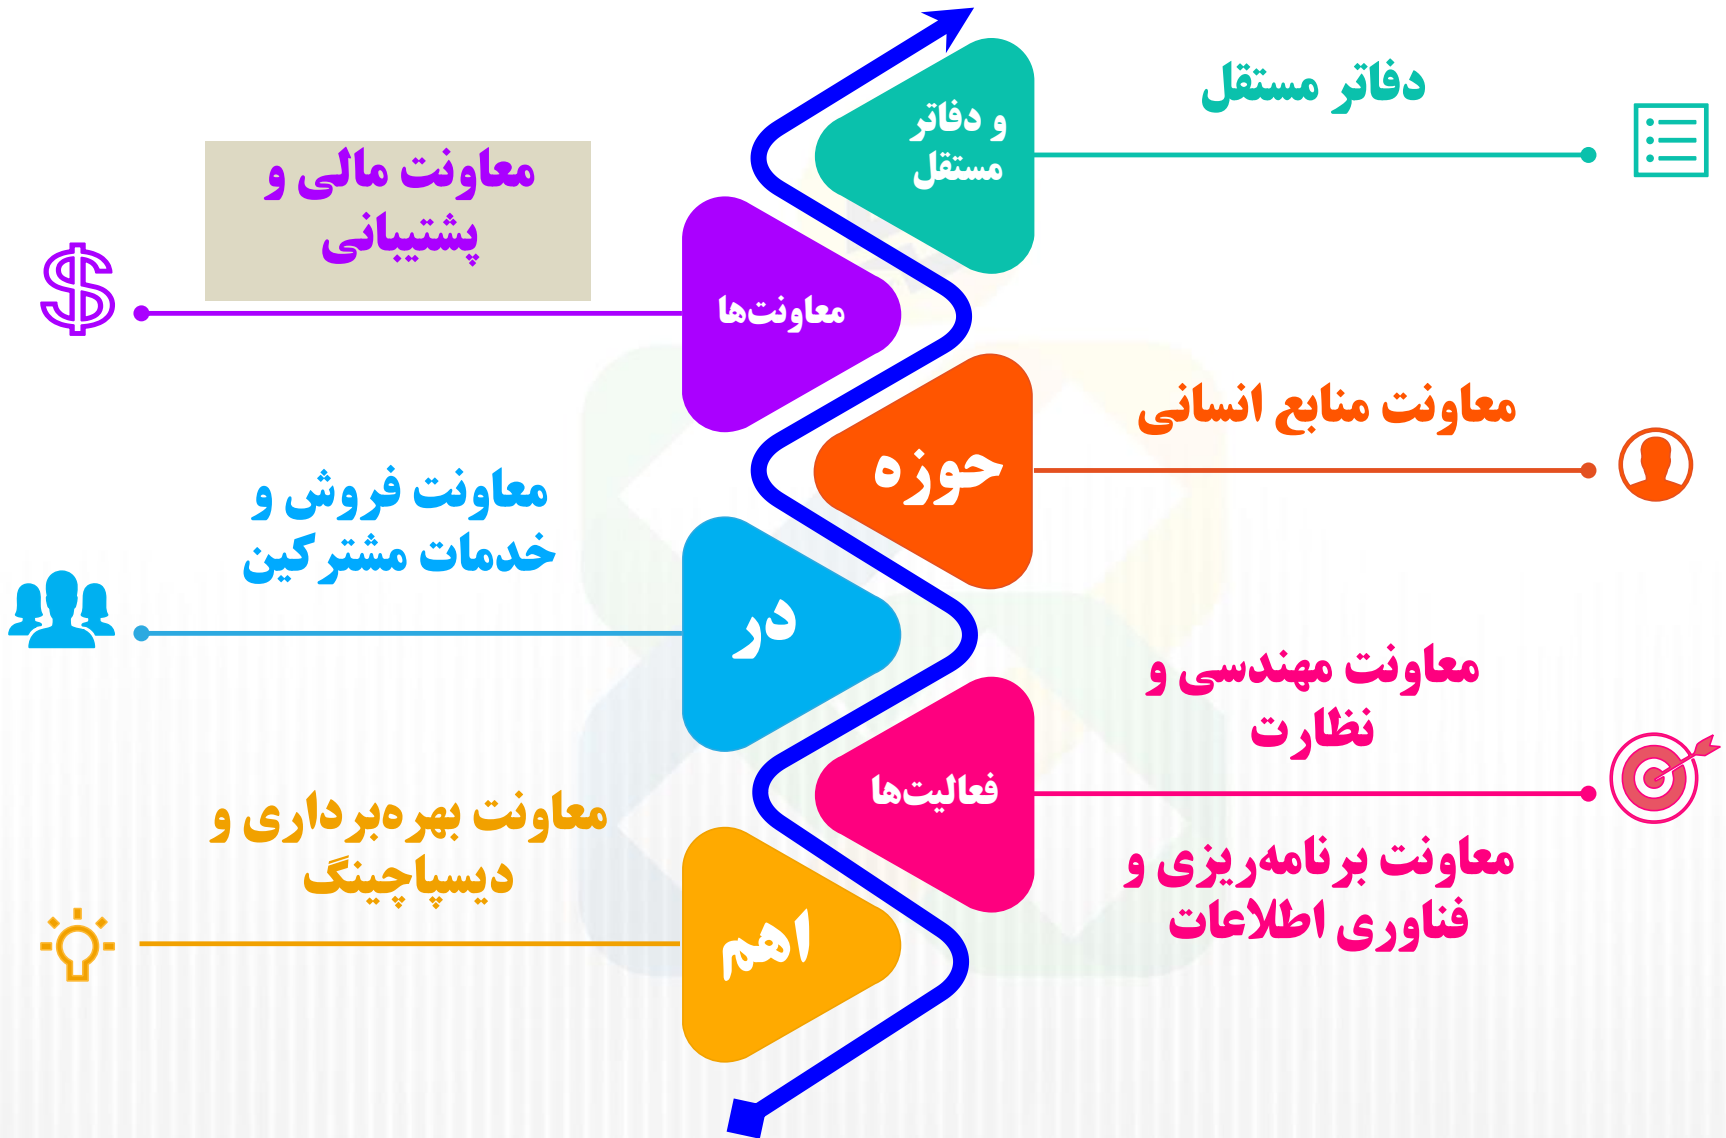 دفاتر مستقل
و دفاتر
مستقل
معاونت مالی و
پشتیبانی
معاونت‌ها
معاونت منابع انسانی
حوزه
معاونت فروش و
خدمات مشترکین
در
معاونت مهندسی و
نظارت
فعالیت‌ها
معاونت برنامه‌ریزی و
فناوری اطلاعات
معاونت بهره‌برداری و
دیسپاچینگ
اهم